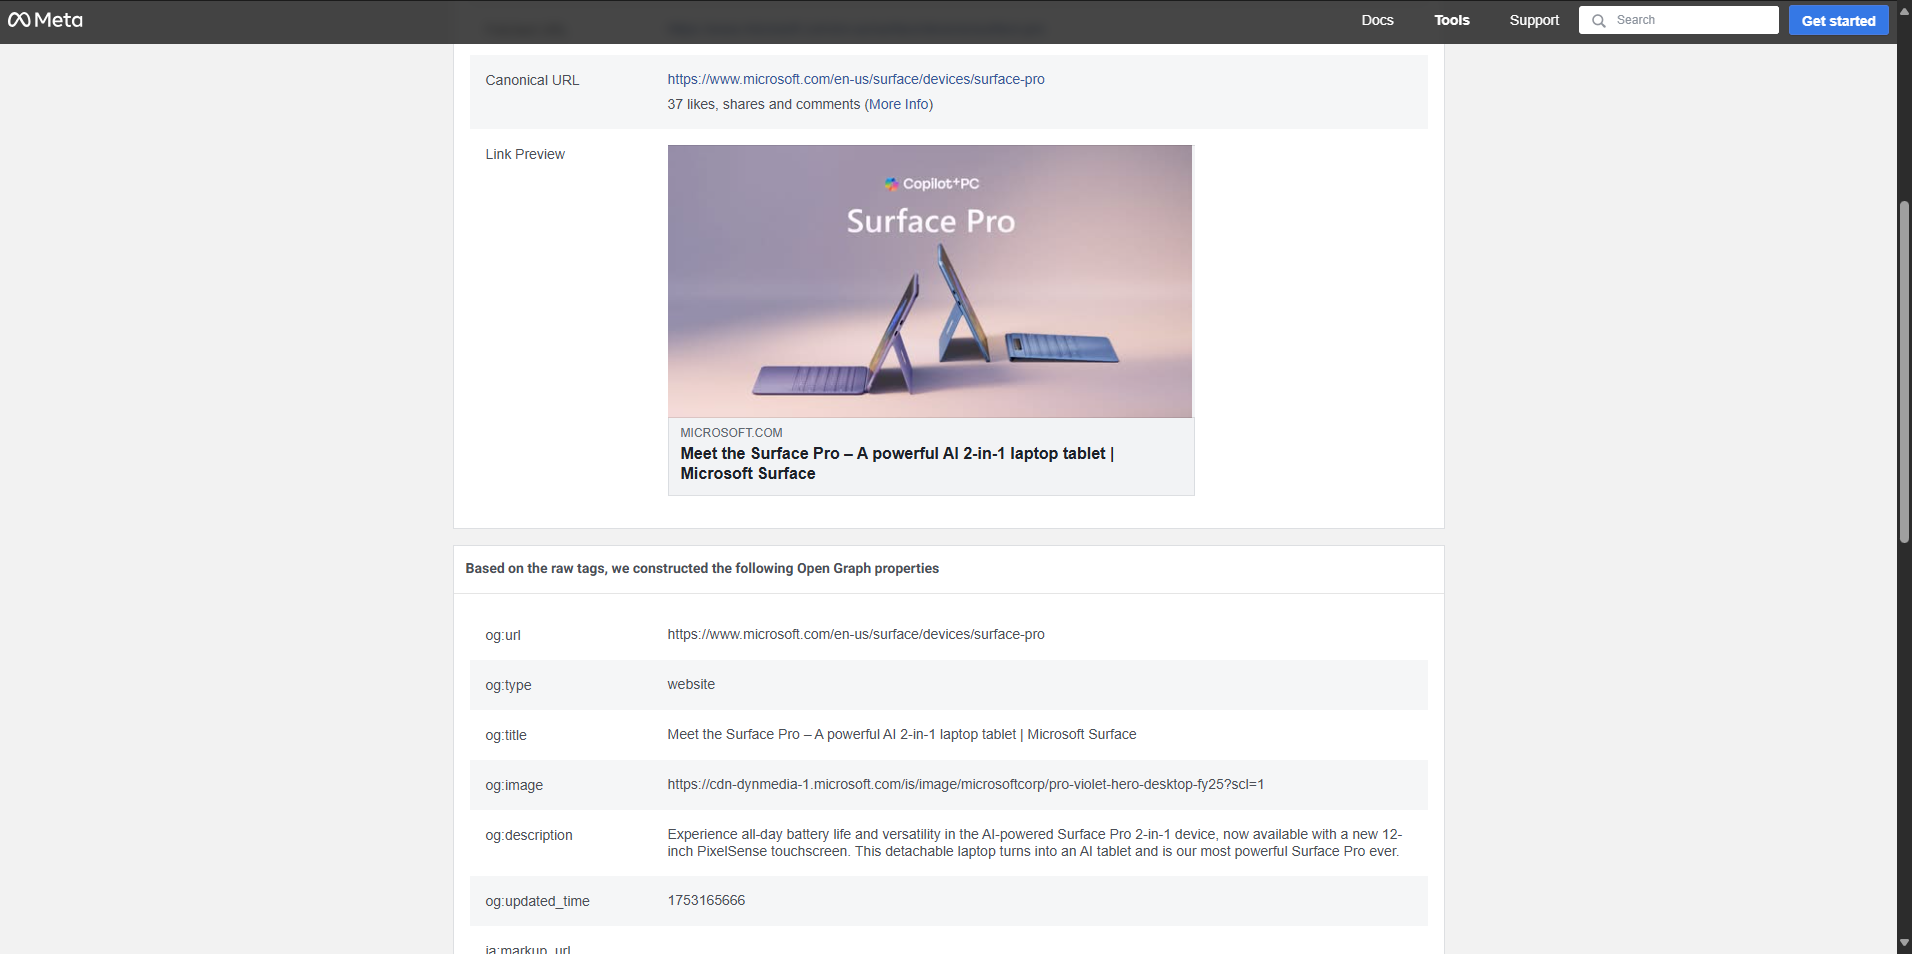 Meta
Docs
Tools
Support
Search
Get started
Canonical URL
https://www.microsoft.com/en-us/surface/devices/surface-pro
37 likes, shares and comments (More Info)
Link Preview
Copilot+PC
Surface Pro
MICROSOFT.COM
Meet the Surface Pro – A powerful AI 2-in-1 laptop tablet |
Microsoft Surface
Based on the raw tags, we constructed the following Open Graph properties
og:url
https://www.microsoft.com/en-us/surface/devices/surface-pro
og:type
website
og:title
Meet the Surface Pro – A powerful AI 2-in-1 laptop tablet | Microsoft Surface
og:image
https://cdn-dynmedia-1.microsoft.com/is/image/microsoftcorp/pro-violet-hero-desktop-fy25?scl=1
og:description
Experience all-day battery life and versatility in the AI-powered Surface Pro 2-in-1 device, now available with a new 12-
inch PixelSense touchscreen. This detachable laptop turns into an AI tablet and is our most powerful Surface Pro ever.
og:updated_time
1753165666
ia:markup_url